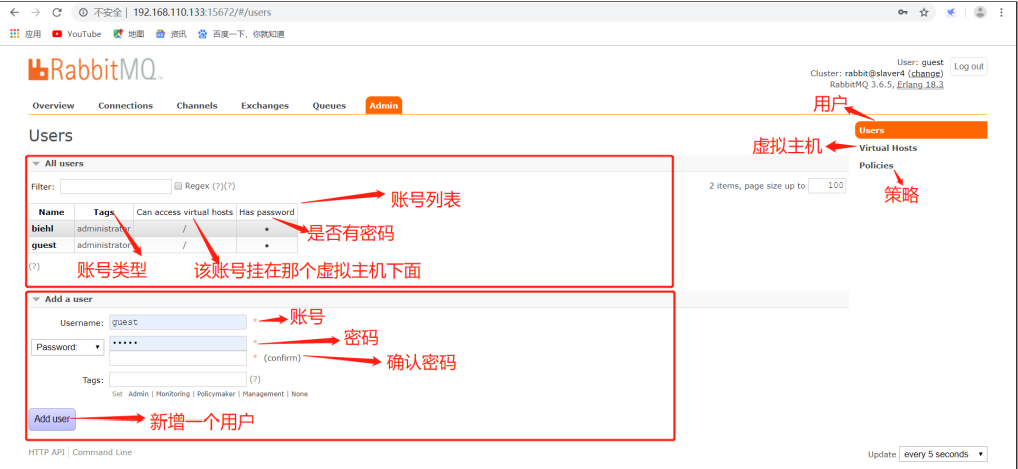 不安全 | 192.168.110.133:15672/#/users
应用 YouTube 地图 资讯 百度一下，你就知道
RabbitMQ
User: guest
Log out
Cluster: rabbit@slaver4 (change)
RabbitMQ 3.6.5, Erlang 18.3
Overview Connections Channels Exchanges Queues Admin
用户
Users
Users
虚拟主机
Virtual Hosts
All users
Policies
Filter: Regex (?)(?)
2 items, page size up to 100
账号列表
策略
Name Tags Can access virtual hosts Has password
biehl administrator / •
是否有密码
guest administrator / •
(?)
账号类型
该账号挂在那个虚拟主机下面
Add a user
Username: guest *
账号
Password: ••••• *
密码
* (confirm)
确认密码
Tags: (?)
Set Admin | Monitoring | Policymaker | Management | None
Add user
新增一个用户
HTTP API | Command Line
Update every 5 seconds